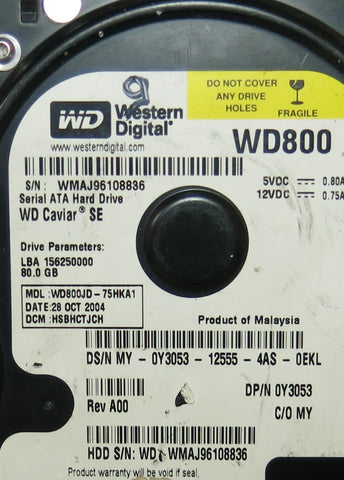 DO NOT COVER
ANY DRIVE
HOLES
FRAGILE
WD Western
Digital®
www.westerndigital.com
WD800
S/N: WMAJ96108836
Serial ATA Hard Drive
WD Caviar® SE
5VDC 0.80A
12VDC 0.75A
Drive Parameters:
LBA 156250000
80.0 GB
MDL :WD800JD-75HKA1
DATE:28 OCT 2004
DCM :HSBHCTJCH
Product of Malaysia
DS/N MY - 0Y3053 - 12555 - 4AS - 0EKL
DP/N 0Y3053
Rev A00
C/O MY
HDD S/N: WD: WMAJ96108836
Product warranty will be void if seal,